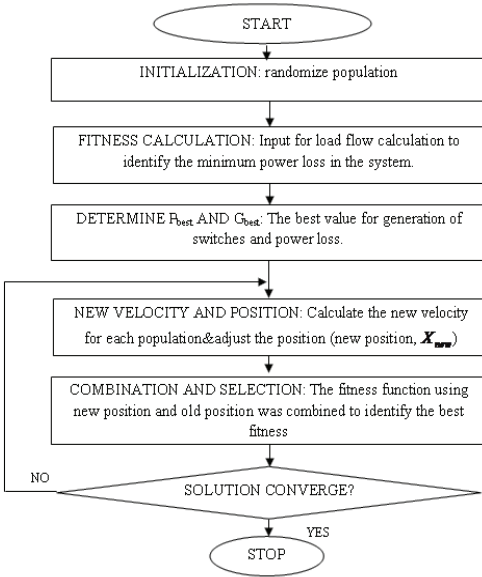 START
INITIALIZATION: randomize population
FITNESS CALCULATION: Input for load flow calculation to
identify the minimum power loss in the system.
DETERMINE Pbest AND Gbest: The best value for generation of
switches and power loss.
NEW VELOCITY AND POSITION: Calculate the new velocity
for each population&adjust the position (new position, Xnew)
COMBINATION AND SELECTION: The fitness function using
new position and old position was combined to identify the best
fitness
NO
SOLUTION CONVERGE?
YES
STOP